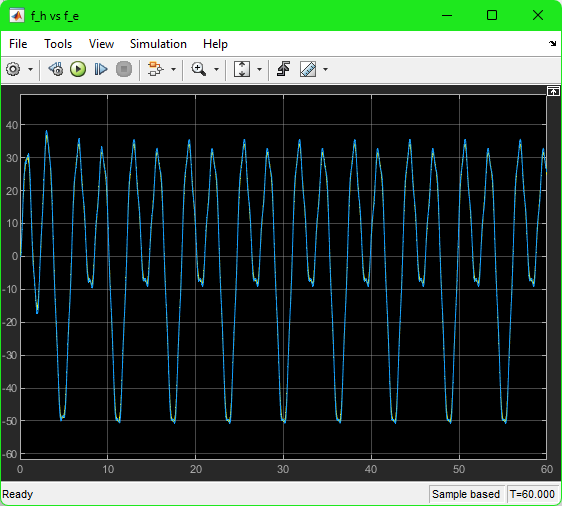 f_h vs f_e
File Tools View Simulation Help
40
30
20
10
0
-10
-20
-30
-40
-50
-60
0 10 20 30 40 50 60
Ready Sample based T=60.000